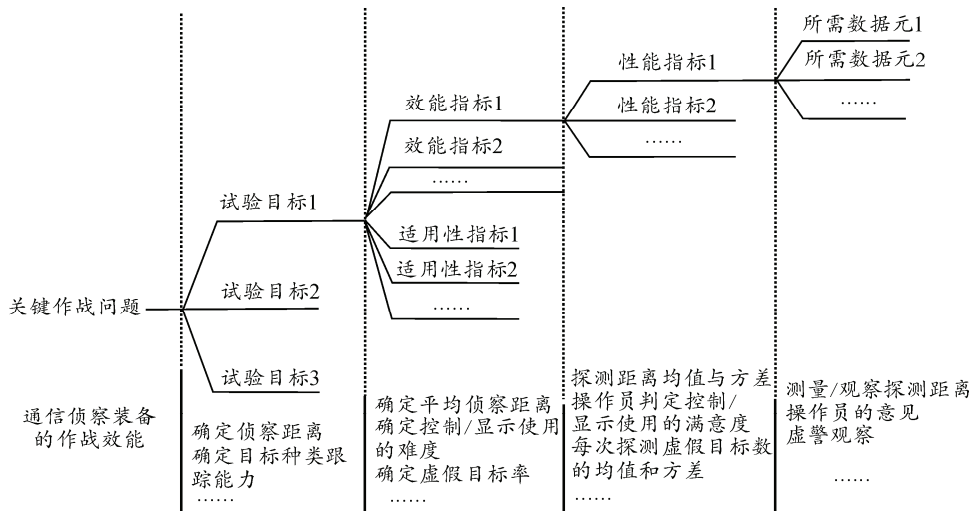 关键作战问题
试验目标1
试验目标2
试验目标3
效能指标1
效能指标2
……
适用性指标1
适用性指标2
……
性能指标1
性能指标2
……
所需数据元1
所需数据元2
……
通信侦察装备
的作战效能
确定侦察距离
确定目标种类跟
踪能力
……
确定平均侦察距离
确定控制/显示使用
的难度
确定虚假目标率
……
探测距离均值与方差
操作员判定控制/
显示使用的满意度
每次探测虚假目标数
的均值和方差
……
测量/观察探测距离
操作员的意见
虚警观察
……